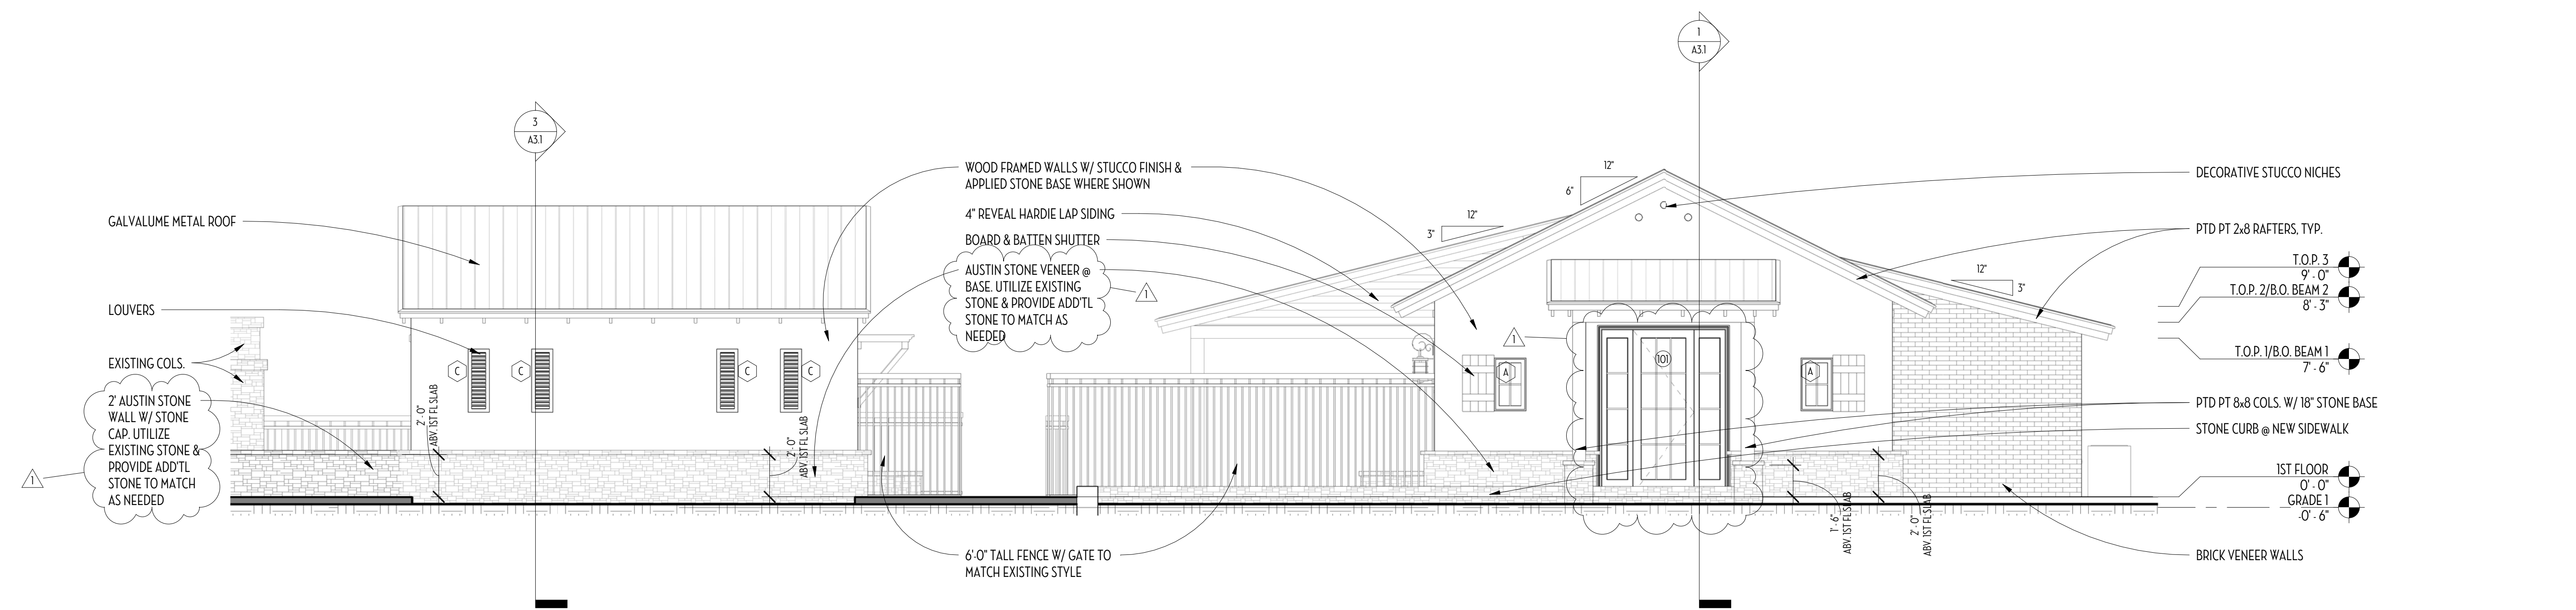 1
A3.1
3
A3.1
GALVALUME METAL ROOF
LOUVERS
EXISTING COLS.
2' AUSTIN STONE
WALL W/ STONE
CAP. UTILIZE
EXISTING STONE &
PROVIDE ADD'TL
STONE TO MATCH
AS NEEDED
1
C
C
C
C
2' - 0"
ABV. 1ST FL SLAB
2' - 0"
ABV. 1ST FL SLAB
WOOD FRAMED WALLS W/ STUCCO FINISH &
APPLIED STONE BASE WHERE SHOWN
4" REVEAL HARDIE LAP SIDING
BOARD & BATTEN SHUTTER
AUSTIN STONE VENEER @
BASE. UTILIZE EXISTING
STONE & PROVIDE ADD'TL
STONE TO MATCH AS
NEEDED
1
6'-0" TALL FENCE W/ GATE TO
MATCH EXISTING STYLE
12"
3"
12"
6"
12"
3"
1
A
101
A
1' - 6"
ABV. 1ST FL SLAB
2' - 0"
ABV. 1ST FL SLAB
DECORATIVE STUCCO NICHES
PTD PT 2x8 RAFTERS, TYP.
T.O.P. 3
9' - 0"
T.O.P. 2/B.O. BEAM 2
8' - 3"
T.O.P. 1/B.O. BEAM 1
7' - 6"
PTD PT 8x8 COLS. W/ 18" STONE BASE
STONE CURB @ NEW SIDEWALK
1ST FLOOR
0' - 0"
GRADE 1
-0' - 6"
BRICK VENEER WALLS